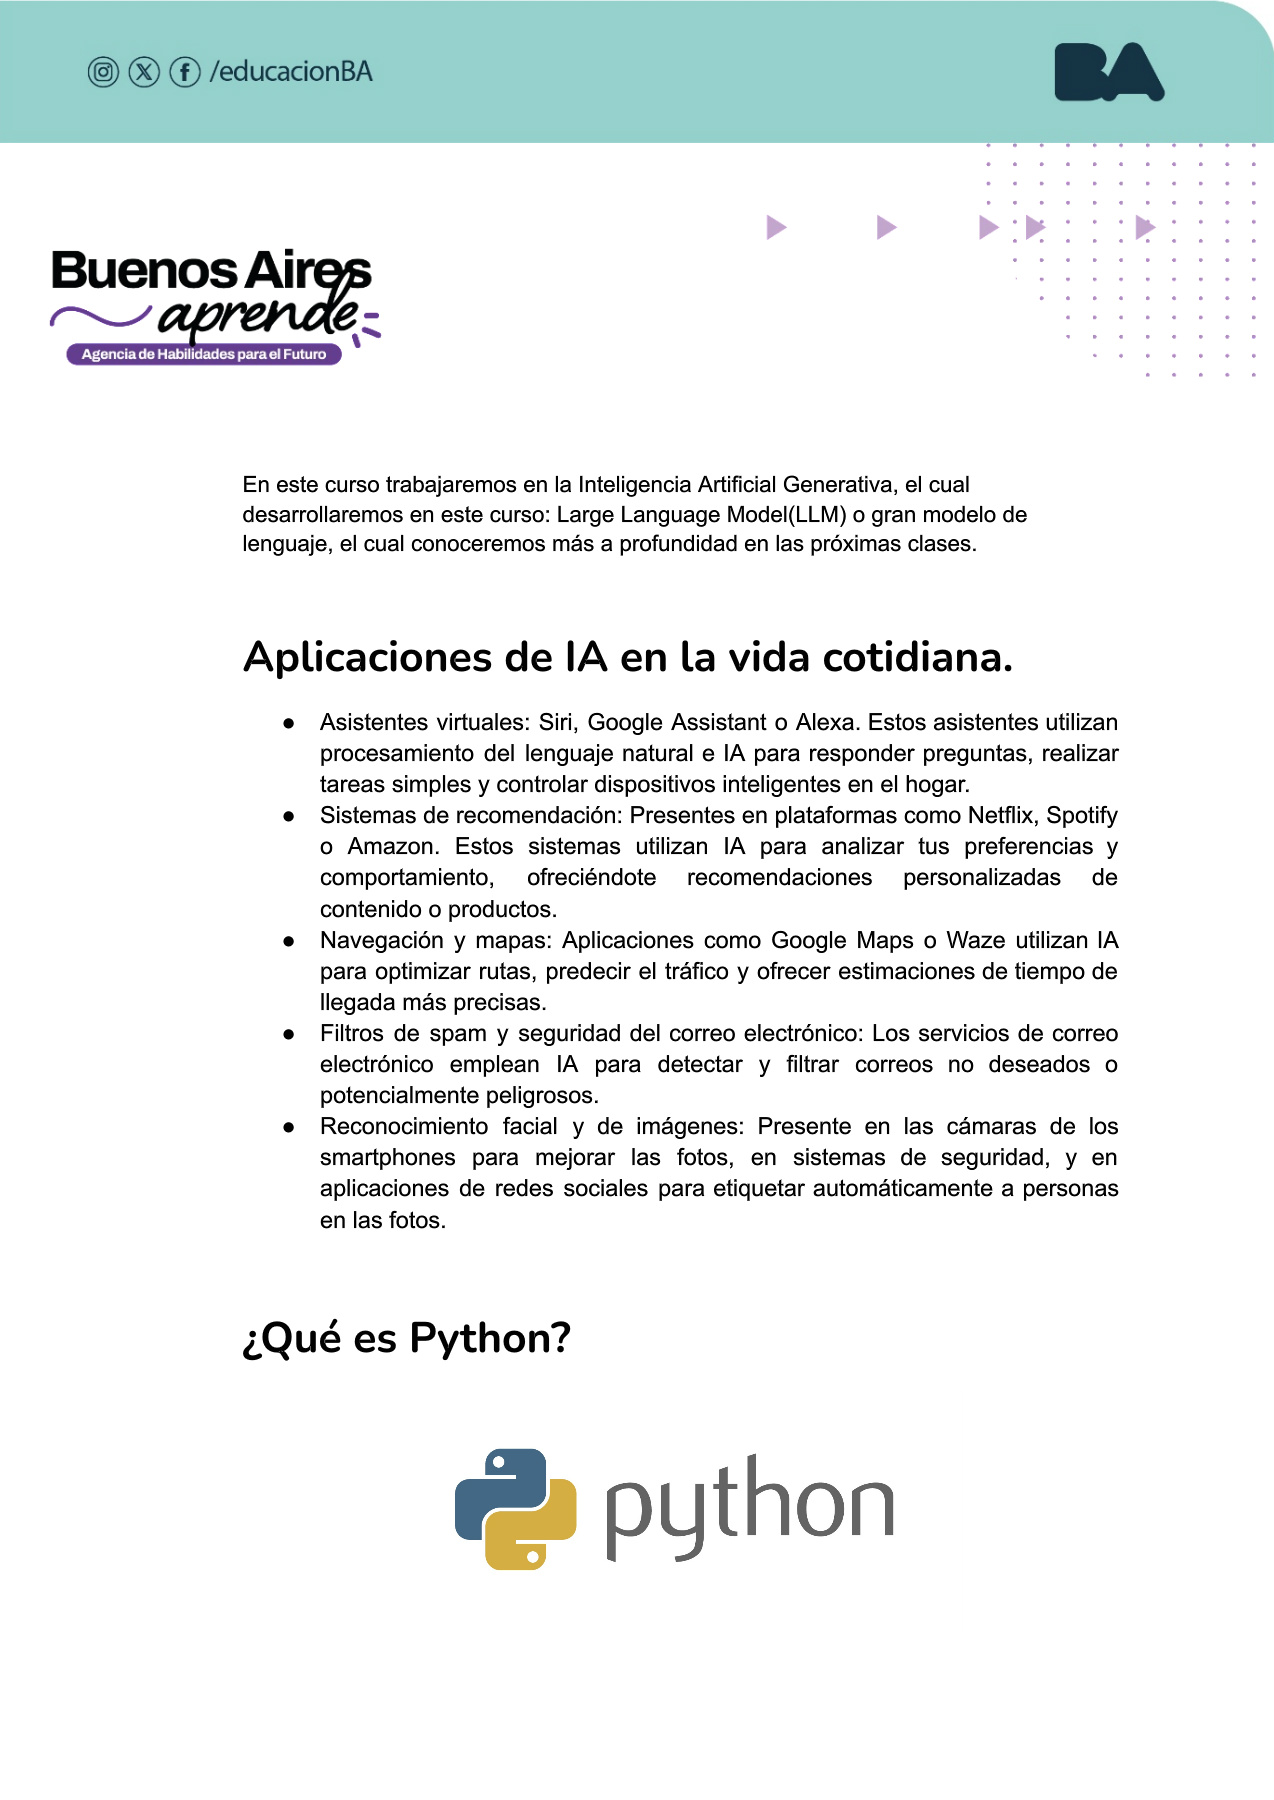 /educacionBA
BA
Buenos Aires
aprende
Agencia de Habilidades para el Futuro
En este curso trabajaremos en la Inteligencia Artificial Generativa, el cual
desarrollaremos en este curso: Large Language Model(LLM) o gran modelo de
lenguaje, el cual conoceremos más a profundidad en las próximas clases.
Aplicaciones de IA en la vida cotidiana.
● Asistentes virtuales: Siri, Google Assistant o Alexa. Estos asistentes utilizan
procesamiento del lenguaje natural e IA para responder preguntas, realizar
tareas simples y controlar dispositivos inteligentes en el hogar.
● Sistemas de recomendación: Presentes en plataformas como Netflix, Spotify
o Amazon. Estos sistemas utilizan IA para analizar tus preferencias y
comportamiento, ofreciéndote recomendaciones personalizadas de
contenido o productos.
● Navegación y mapas: Aplicaciones como Google Maps o Waze utilizan IA
para optimizar rutas, predecir el tráfico y ofrecer estimaciones de tiempo de
llegada más precisas.
● Filtros de spam y seguridad del correo electrónico: Los servicios de correo
electrónico emplean IA para detectar y filtrar correos no deseados o
potencialmente peligrosos.
● Reconocimiento facial y de imágenes: Presente en las cámaras de los
smartphones para mejorar las fotos, en sistemas de seguridad, y en
aplicaciones de redes sociales para etiquetar automáticamente a personas
en las fotos.
¿Qué es Python?
python